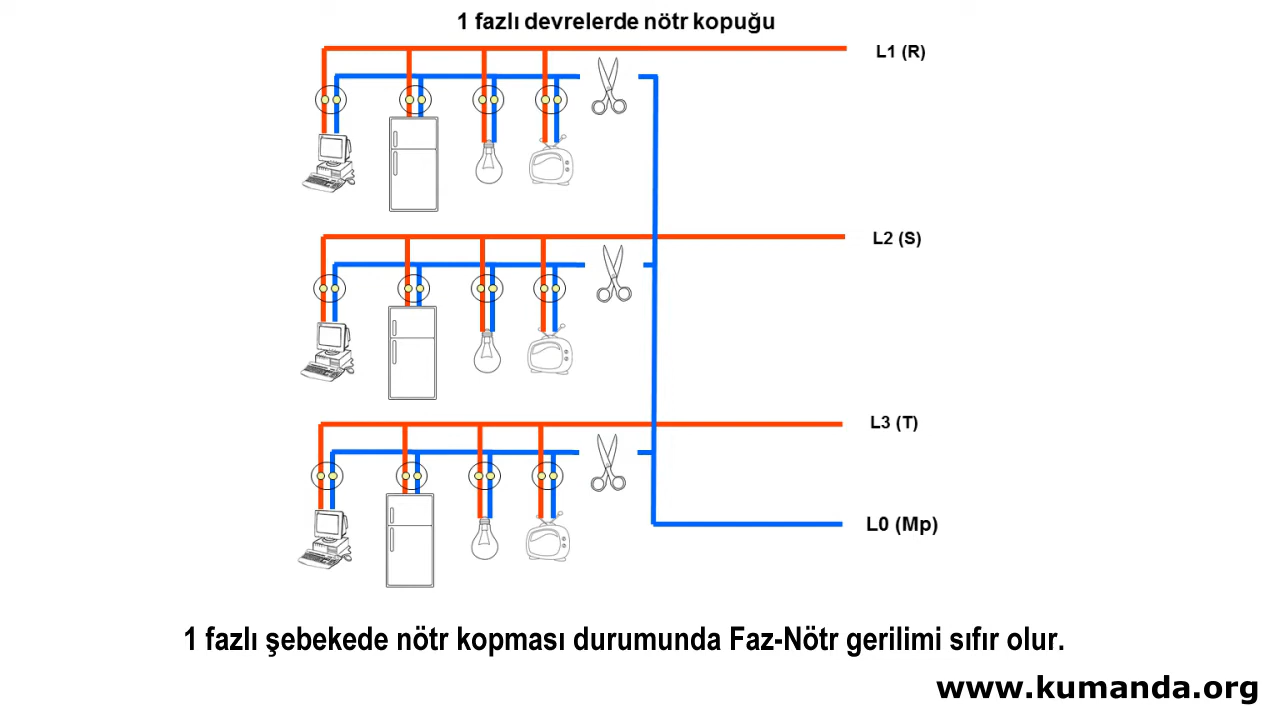 1 fazlı devrelerde nötr kopuğu
L1 (R)
L2 (S)
L3 (T)
L0 (Mp)
1 fazlı şebekede nötr kopması durumunda Faz-Nötr gerilimi sıfır olur.
www.kumanda.org